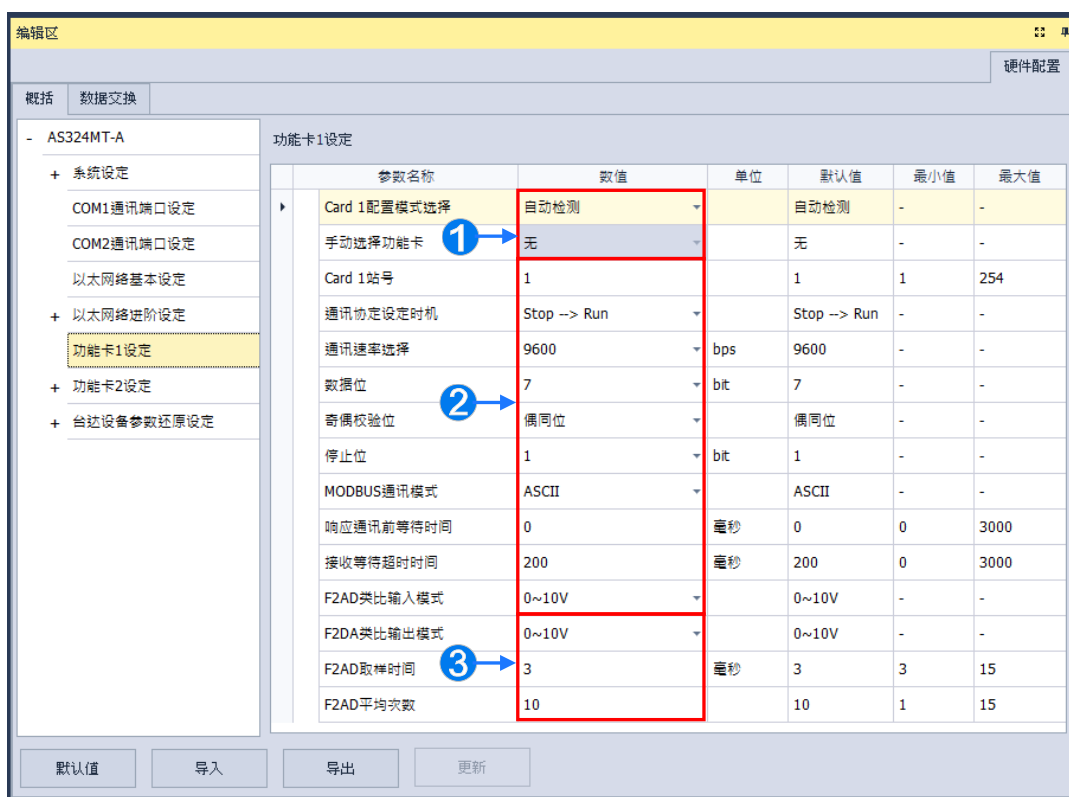 编辑区
硬件配置
概括 数据交换
- AS324MT-A
+ 系统设定
COM1通讯端口设定
COM2通讯端口设定
以太网络基本设定
+ 以太网络进阶设定
功能卡1设定
+ 功能卡2设定
+ 台达设备参数还原设定
功能卡1设定
参数名称 数值 单位 默认值 最小值 最大值
Card 1配置模式选择 自动检测 自动检测 - -
手动选择功能卡 1 无 无 - -
Card 1站号 1 1 1 254
通讯协定设定时机 Stop --> Run Stop --> Run - -
通讯速率选择 9600 bps 9600 - -
数据位 7 bit 7 - -
2
奇偶校验位 偶同位 偶同位 - -
停止位 1 bit 1 - -
MODBUS通讯模式 ASCII ASCII - -
响应通讯前等待时间 0 毫秒 0 0 3000
接收等待超时时间 200 毫秒 200 0 3000
F2AD类比输入模式 0~10V 0~10V - -
F2DA类比输出模式 0~10V 0~10V - -
F2AD取样时间 3 3 毫秒 3 3 15
F2AD平均次数 10 10 1 15
默认值 导入 导出 更新